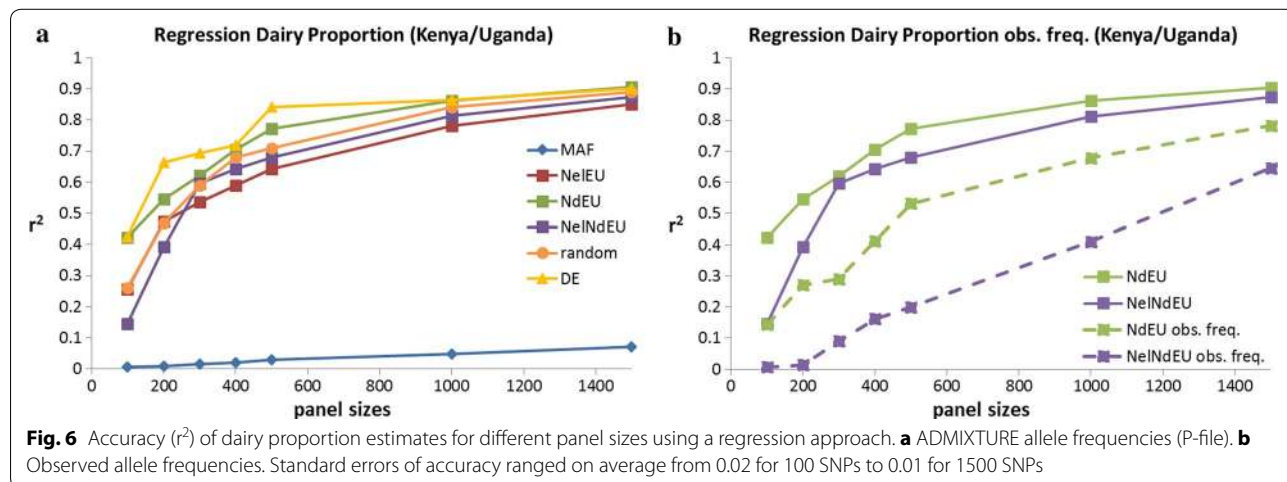 a Regression Dairy Proportion (Kenya/Uganda)
1
0.9
0.8
0.7
0.6
0.5
r²
0.4
0.3
0.2
0.1
0
0 200 400 600 800 1000 1200 1400
panel sizes
MAF
NelEU
NdEU
NelNdEU
random
DE
b Regression Dairy Proportion obs. freq. (Kenya/Uganda)
1
0.9
0.8
0.7
0.6
0.5
r²
0.4
0.3
0.2
0.1
0
0 200 400 600 800 1000 1200 1400
panel sizes
NdEU
NelNdEU
NdEU obs. freq.
NelNdEU obs. freq.
Fig. 6 Accuracy (r²) of dairy proportion estimates for different panel sizes using a regression approach. a ADMIXTURE allele frequencies (P-file). b
Observed allele frequencies. Standard errors of accuracy ranged on average from 0.02 for 100 SNPs to 0.01 for 1500 SNPs